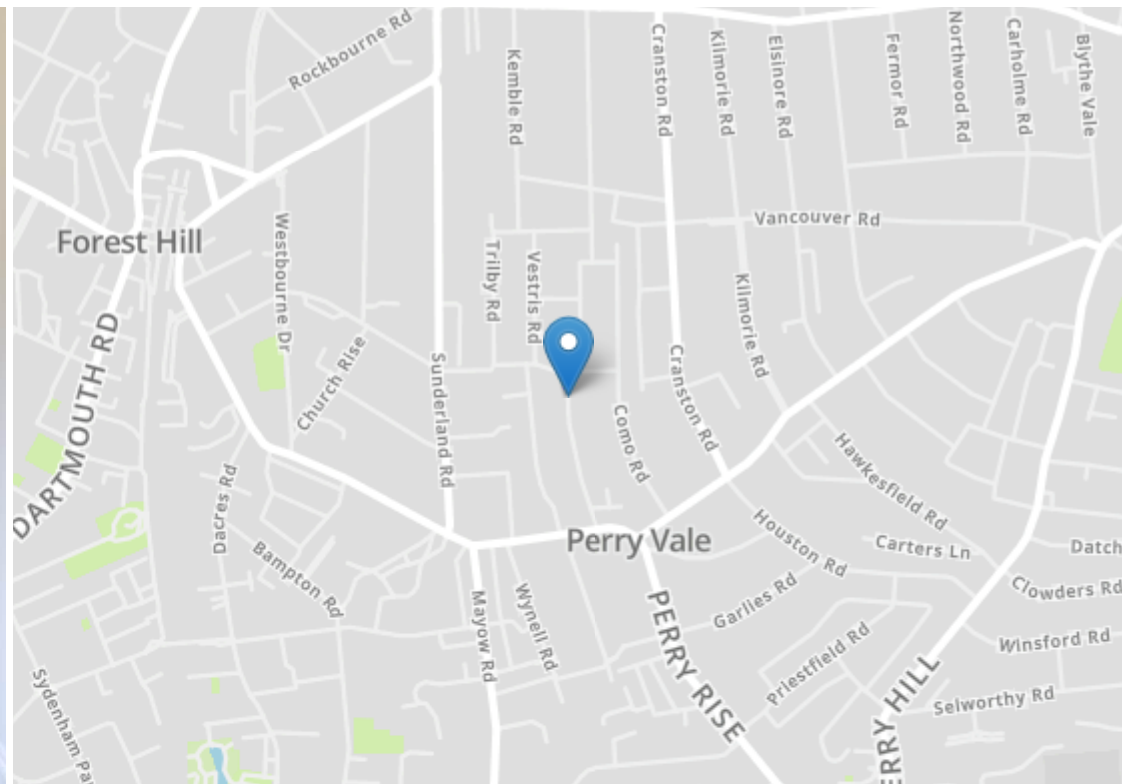 Rockbourne Rd
Kemble Rd
Cranston Rd
Kilmorie Rd
Elsinore Rd
Fermor Rd
Northwood Rd
Carholme Rd
Blythe Vale
Forest Hill
Westbourne Dr
Trilby Rd
Vestris Rd
Vancouver Rd
Kilmorie Rd
DARTMOUTH RD
Church Rise
Sunderland Rd
Cranston Rd
Como Rd
Hawkesfield Rd
Dacres Rd
Bampton Rd
Perry Vale
Houston Rd
Carters Ln
Datch
Clowders Rd
Mayow Rd
Wynell Rd
PERRY RISE
Garlies Rd
Priestfield Rd
Winsford Rd
Selworthy Rd
ERRY HILL
Sydenham Pa